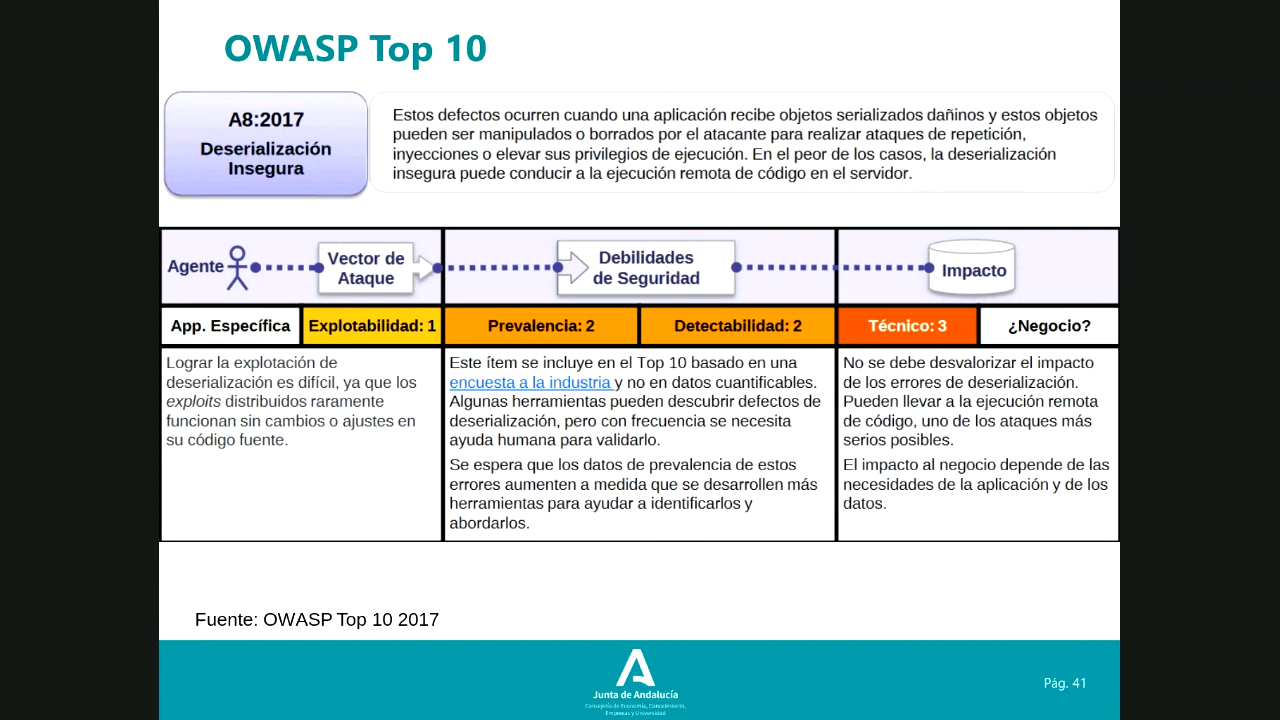 OWASP Top 10
A8:2017
Deserialización
Insegura
Estos defectos ocurren cuando una aplicación recibe objetos serializados dañinos y estos objetos
pueden ser manipulados o borrados por el atacante para realizar ataques de repetición,
inyecciones o elevar sus privilegios de ejecución. En el peor de los casos, la deserialización
insegura puede conducir a la ejecución remota de código en el servidor.
Agente
Vector de
Ataque
Debilidades
de Seguridad
Impacto
App. Específica
Explotabilidad: 1
Prevalencia: 2
Detectabilidad: 2
Técnico: 3
¿Negocio?
Lograr la explotación de
deserialización es difícil, ya que los
exploits distribuidos raramente
funcionan sin cambios o ajustes en
su código fuente.
Este ítem se incluye en el Top 10 basado en una
encuesta a la industria y no en datos cuantificables.
Algunas herramientas pueden descubrir defectos de
deserialización, pero con frecuencia se necesita
ayuda humana para validarlo.
Se espera que los datos de prevalencia de estos
errores aumenten a medida que se desarrollen más
herramientas para ayudar a identificarlos y
abordarlos.
No se debe desvalorizar el impacto
de los errores de deserialización.
Pueden llevar a la ejecución remota
de código, uno de los ataques más
serios posibles.
El impacto al negocio depende de las
necesidades de la aplicación y de los
datos.
Fuente: OWASP Top 10 2017
Junta de Andalucía
Consejería de Economía, Conocimiento,
Empresas y Universidad
Pág. 41